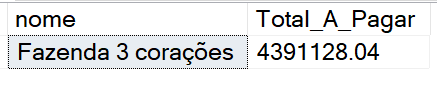 nome Total_A_Pagar
Fazenda 3 corações 4391128.04